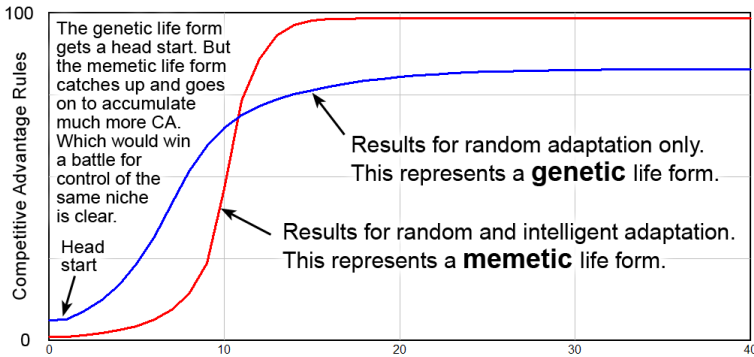 100
The genetic life form
gets a head start. But
the memetic life form
catches up and goes
on to accumulate
much more CA.
Which would win
a battle for
control of the
same niche
is clear.
Competitive Advantage Rules
Head
start
Results for random adaptation only.
This represents a genetic life form.
Results for random and intelligent adaptation.
This represents a memetic life form.
0
0 10 20 30 40